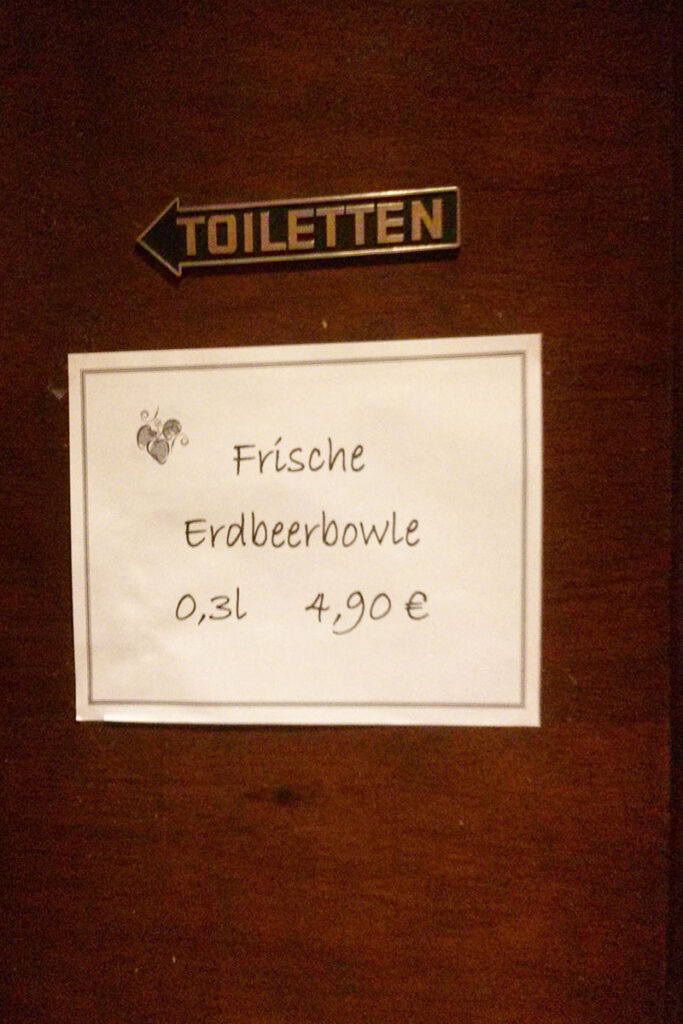 TOILETTEN
Frische
Erdbeerbowle
0,3l 4,90 €